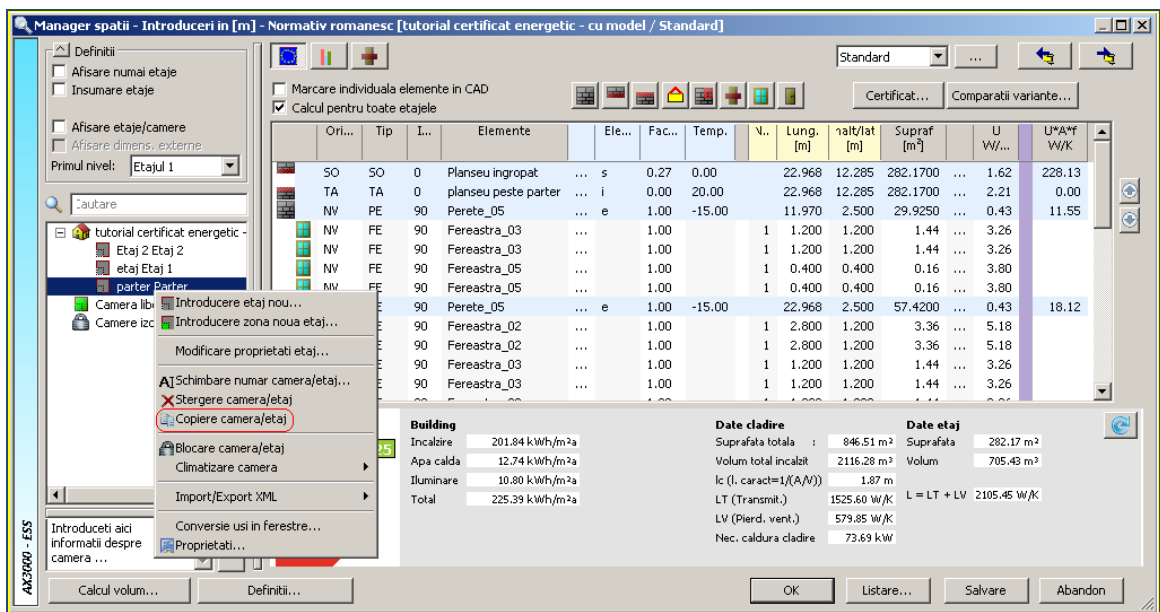 Manager spatii - Introduceri in [m] - Normativ romanesc [tutorial certificat energetic - cu model / Standard]
Definitii
Afisare numai etaje
Insumare etaje
Afisare etaje/camere
Afisare dimens. externe
Primul nivel: Etajul 1
Cautare
tutorial certificat energetic -
Etaj 2 Etaj 2
etaj Etaj 1
parter Parter
Camera lib
Camere izo
Introducere etaj nou...
Introducere zona noua etaj...
Modificare proprietati etaj...
Schimbare numar camera/etaj...
Stergere camera/etaj
Copiere camera/etaj
Blocare camera/etaj
Climatizare camera
Import/Export XML
Conversie usi in ferestre...
Proprietati...
Introduceti aici
informatii despre
camera ...
AX3000 - ESS
Standard ...
Marcare individuala elemente in CAD
Calcul pentru toate etajele
Certificat... Comparatii variante...
Ori... Tip I... Elemente Ele... Fac... Temp. N.. Lung. [m] nalt/lat [m] Supraf [m²] U W/... U*A*f W/K
SO SO 0 Planseu ingropat ... s 0.27 0.00 22.968 12.285 282.1700 ... 1.62 228.13
TA TA 0 planseu peste parter ... i 0.00 20.00 22.968 12.285 282.1700 ... 2.21 0.00
NV PE 90 Perete_05 ... e 1.00 -15.00 11.970 2.500 29.9250 ... 0.43 11.55
NV FE 90 Fereastra_03 ... 1.00 1 1.200 1.200 1.44 ... 3.26
NV FE 90 Fereastra_03 ... 1.00 1 1.200 1.200 1.44 ... 3.26
NV FE 90 Fereastra_05 ... 1.00 1 0.400 0.400 0.16 ... 3.80
NV FE 90 Fereastra_05 ... 1.00 1 0.400 0.400 0.16 ... 3.80
E 90 Perete_05 ... e 1.00 -15.00 22.968 2.500 57.4200 ... 0.43 18.12
E 90 Fereastra_02 ... 1.00 1 2.800 1.200 3.36 ... 5.18
E 90 Fereastra_02 ... 1.00 1 2.800 1.200 3.36 ... 5.18
E 90 Fereastra_03 ... 1.00 1 1.200 1.200 1.44 ... 3.26
E 90 Fereastra_03 ... 1.00 1 1.200 1.200 1.44 ... 3.26
25
Building
Incalzire 201.84 kWh/m²a
Apa calda 12.74 kWh/m²a
Iluminare 10.80 kWh/m²a
Total 225.39 kWh/m²a
Date cladire
Suprafata totala : 846.51 m²
Volum total incalzit 2116.28 m³
lc (l. caract=1/(A/V)) 1.87 m
LT (Transmit.) 1525.60 W/K
LV (Pierd. vent.) 579.85 W/K
Nec. caldura cladire 73.69 kW
Date etaj
Suprafata 282.17 m²
Volum 705.43 m³
L = LT + LV 2105.45 W/K
Calcul volum... Definitii... OK Listare... Salvare Abandon